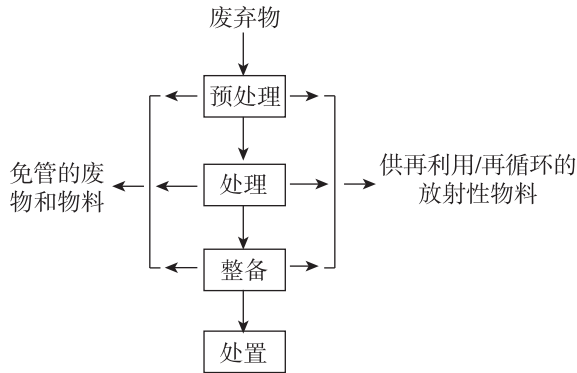 废弃物
预处理
免管的废
物和物料
处理
供再利用/再循环的
放射性物料
整备
处置